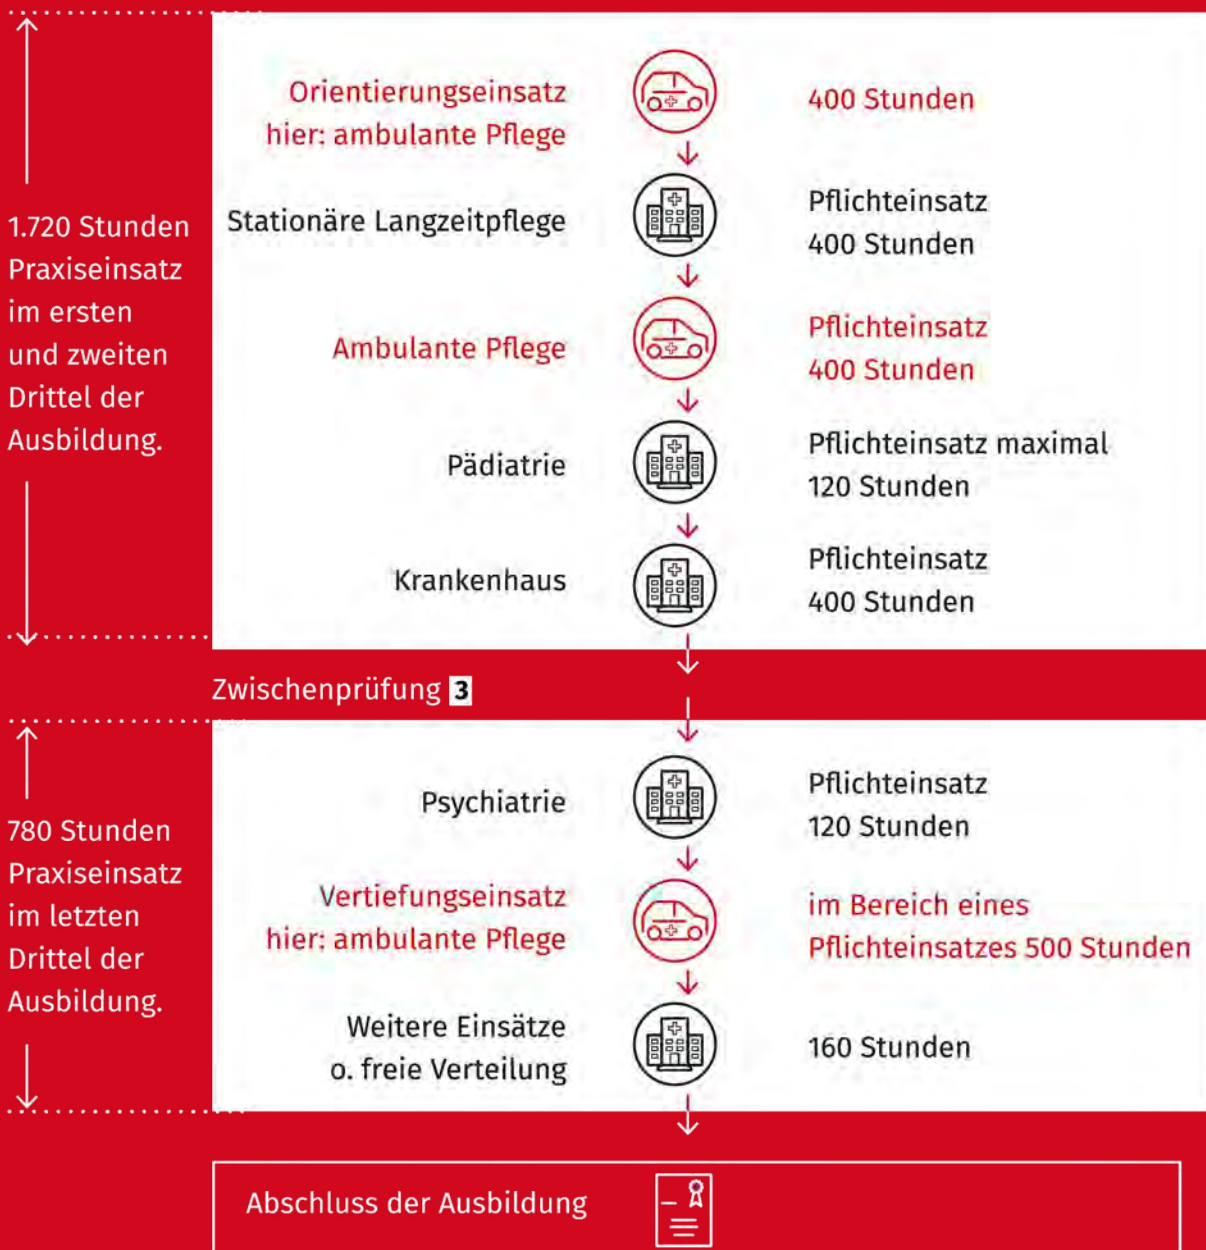 1.720 Stunden
Praxiseinsatz
im ersten
und zweiten
Drittel der
Ausbildung.
Orientierungseinsatz
hier: ambulante Pflege
400 Stunden
Stationäre Langzeitpflege
Pflichteinsatz
400 Stunden
Ambulante Pflege
Pflichteinsatz
400 Stunden
Pädiatrie
Pflichteinsatz maximal
120 Stunden
Krankenhaus
Pflichteinsatz
400 Stunden
Zwischenprüfung 3
780 Stunden
Praxiseinsatz
im letzten
Drittel der
Ausbildung.
Psychiatrie
Pflichteinsatz
120 Stunden
Vertiefungseinsatz
hier: ambulante Pflege
im Bereich eines
Pflichteinsatzes 500 Stunden
Weitere Einsätze
o. freie Verteilung
160 Stunden
Abschluss der Ausbildung